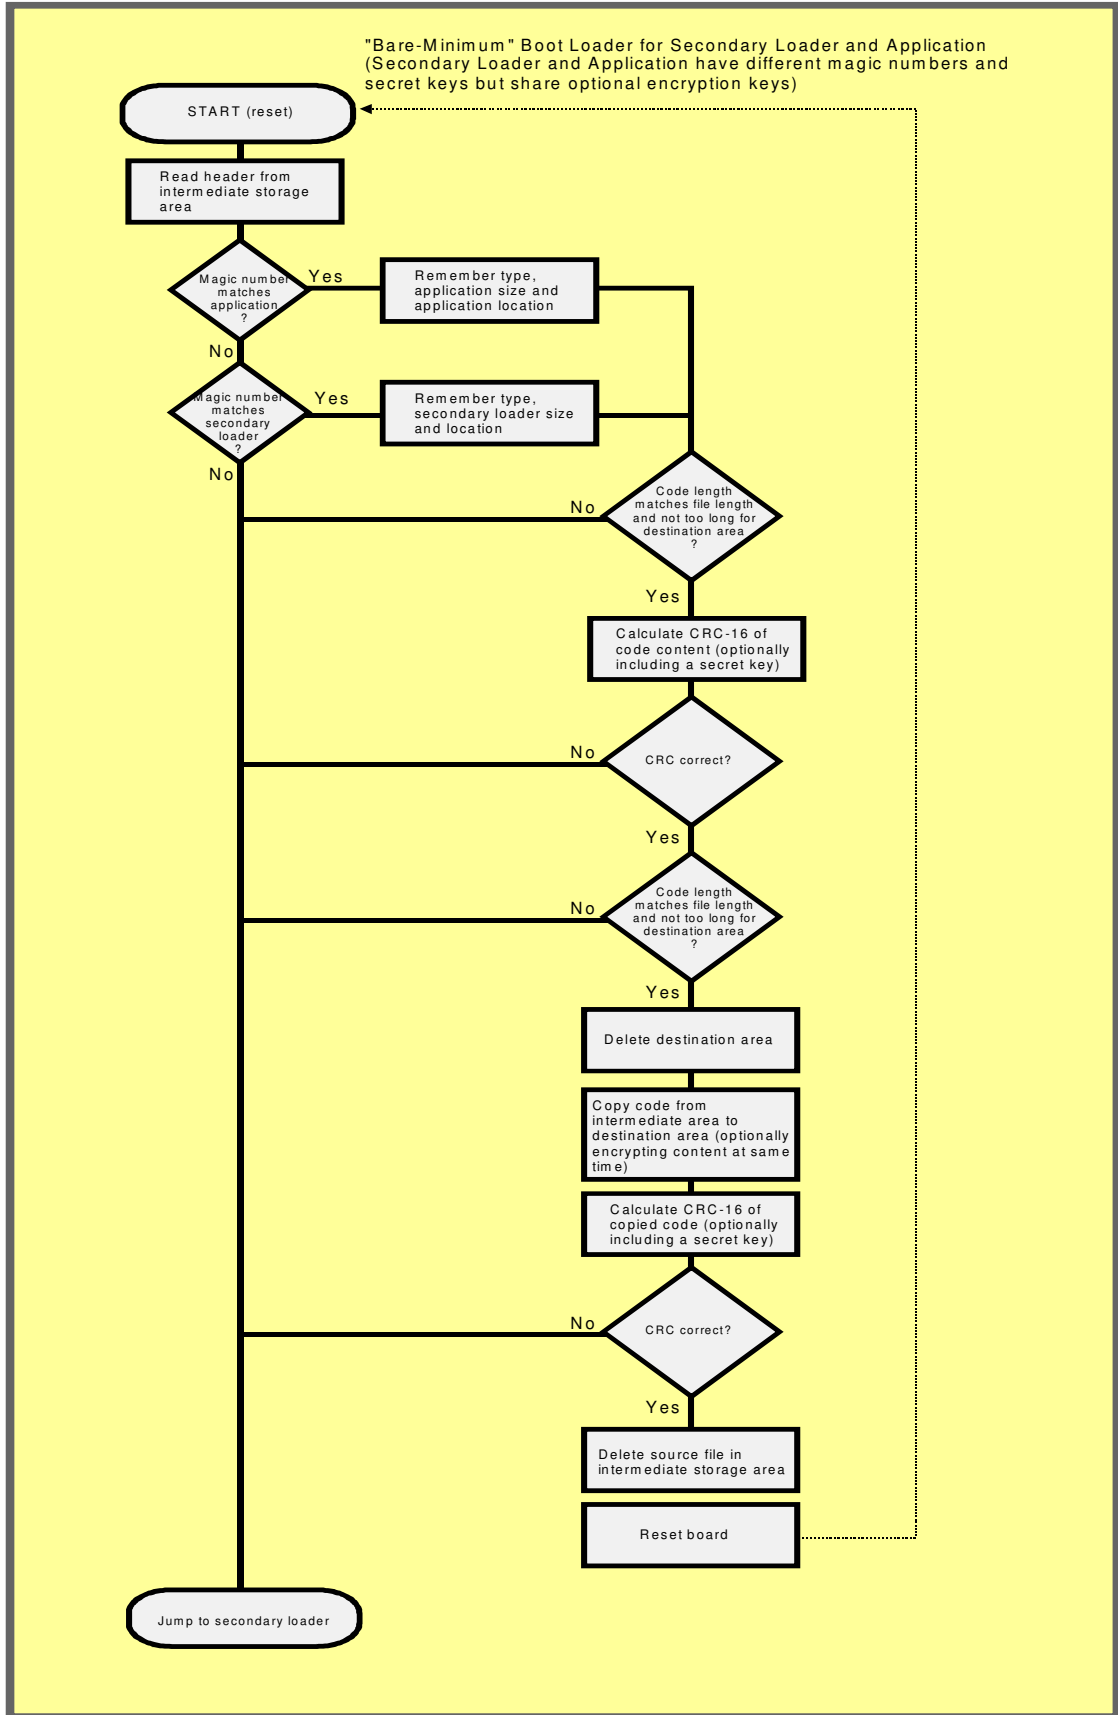 "Bare-Minimum" Boot Loader for Secondary Loader and Application
(Secondary Loader and Application have different magic numbers and
secret keys but share optional encryption keys)
START (reset)
Read header from
intermediate storage
area
Magic number
matches
application
?
Yes
Remember type,
application size and
application location
No
Magic number
matches
secondary
loader
?
Yes
Remember type,
secondary loader size
and location
No
Code length
matches file length
and not too long for
destination area
?
No
Yes
Calculate CRC-16 of
code content (optionally
including a secret key)
CRC correct?
No
Yes
Code length
matches file length
and not too long for
destination area
?
No
Yes
Delete destination area
Copy code from
intermediate area to
destination area (optionally
encrypting content at same
time)
Calculate CRC-16 of
copied code (optionally
including a secret key)
CRC correct?
No
Yes
Delete source file in
intermediate storage area
Reset board
Jump to secondary loader